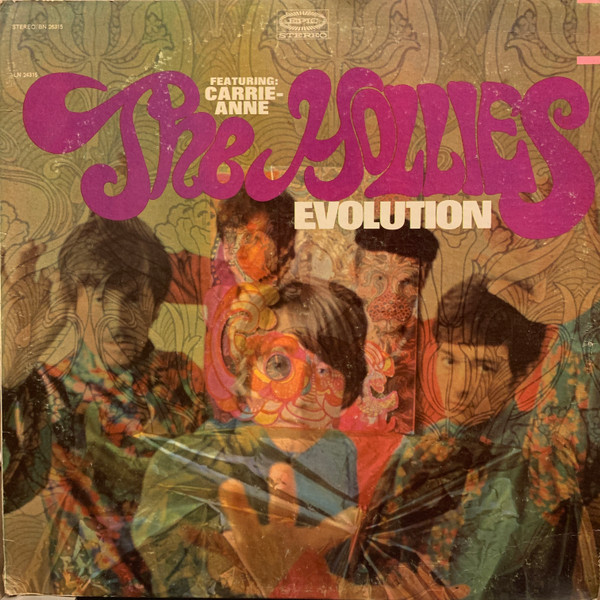 EPIC
STEREO
STEREO/BN 26315
LN 24315
FEATURING:
CARRIE-
ANNE
THE HOLLIES
EVOLUTION